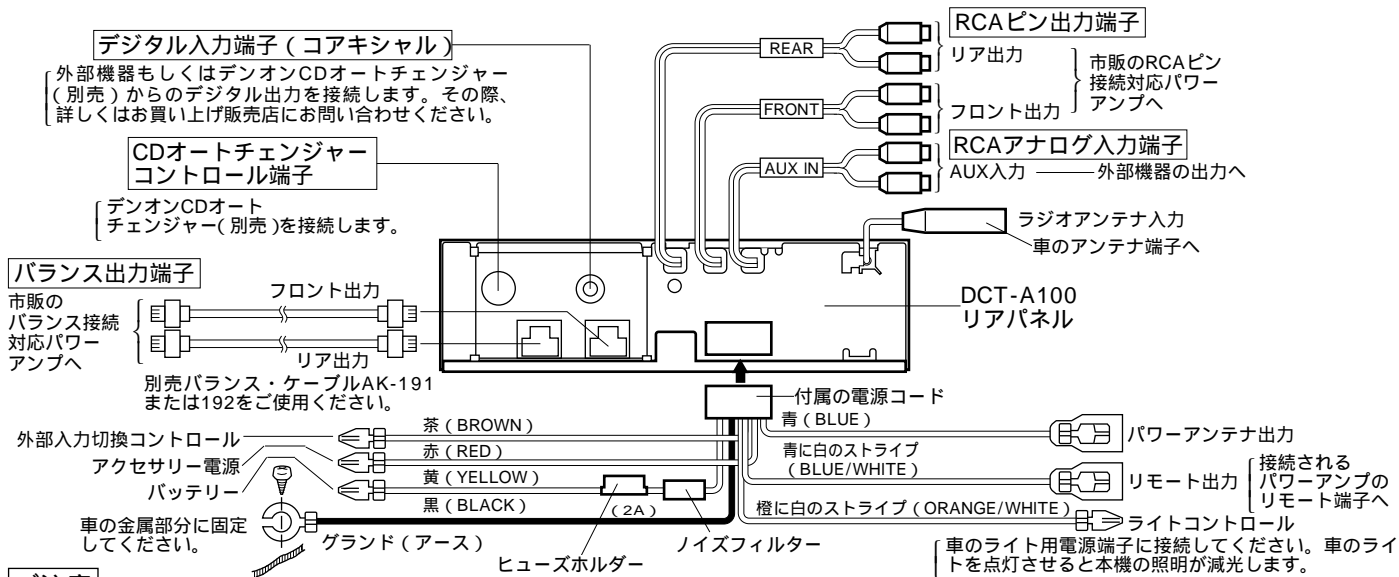 デジタル入力端子（コアキシャル）
外部機器もしくはデンオンCDオートチェンジャー
（別売）からのデジタル出力を接続します。その際、
詳しくはお買い上げ販売店にお問い合わせください。
CDオートチェンジャー
コントロール端子
デンオンCDオート
チェンジャー（別売）を接続します。
REAR
FRONT
AUX IN
RCAピン出力端子
リア出力
フロント出力
市販のRCAピン
接続対応パワー
アンプへ
RCAアナログ入力端子
AUX入力
外部機器の出力へ
ラジオアンテナ入力
車のアンテナ端子へ
DCT-A100
リアパネル
バランス出力端子
市販の
バランス接続
対応パワー
アンプへ
フロント出力
リア出力
別売バランス・ケーブルAK-191
または192をご使用ください。
付属の電源コード
外部入力切換コントロール
茶（BROWN）
アクセサリー電源
赤（RED）
バッテリー
黄（YELLOW）
黒（BLACK）
（2A）
車の金属部分に固定
してください。
グランド（アース）
ヒューズホルダー
ノイズフィルター
青（BLUE）
パワーアンテナ出力
青に白のストライプ
（BLUE/WHITE）
リモート出力
接続される
パワーアンプの
リモート端子へ
橙に白のストライプ（ORANGE/WHITE）
ライトコントロール
車のライト用電源端子に接続してください。車のライ
トを点灯させると本機の照明が減光します。